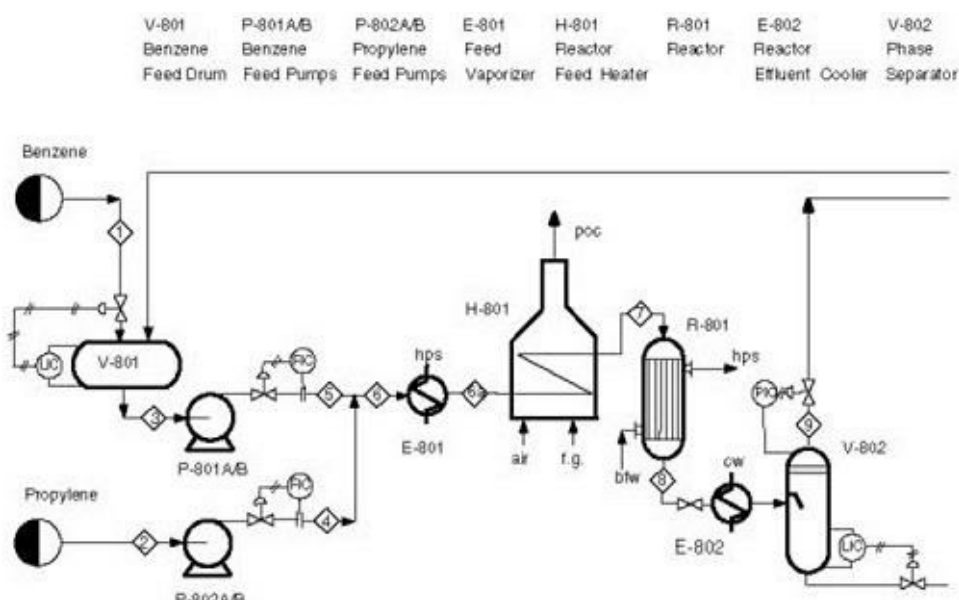 V-801 P-801A/B P-802A/B E-801 H-801 R-801 E-802 V-802
Benzene Benzene Propylene Feed Reactor Reactor Reactor Phase
Feed Drum Feed Pumps Feed Pumps Vaporizer Feed Heater Effluent Cooler Separator
Benzene
1
poc
H-801
7
R-801
V-801
LIC
FIC
hps
hps
PIC
9
5
6
6
V-802
3
E-801
P-801A/B
air
f.g.
bfw
8
cw
Propylene
FIC
4
2
E-802
LIC
P-802A/B